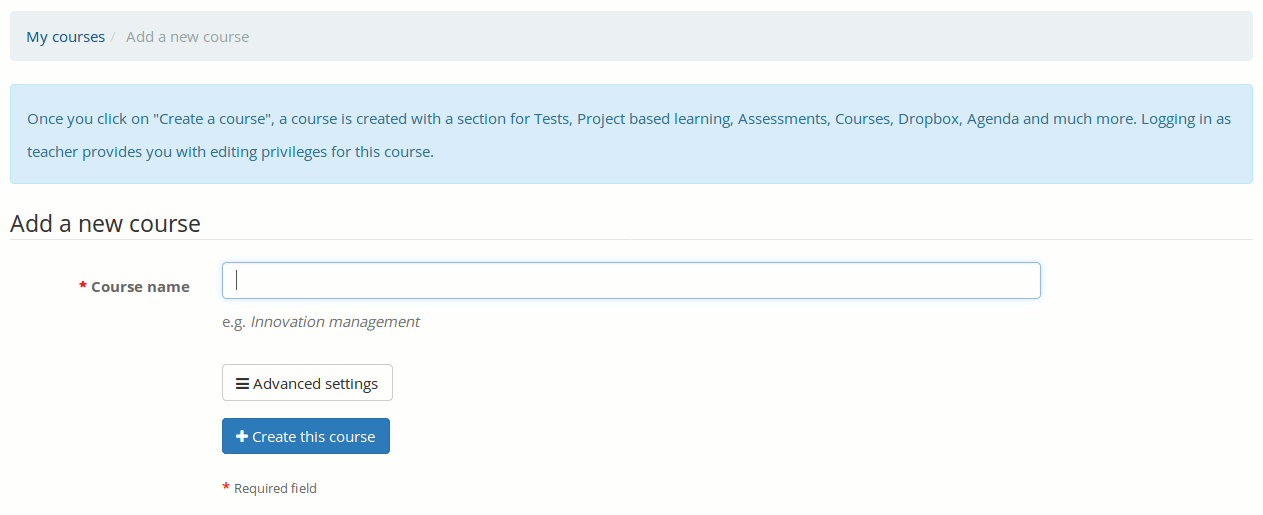 My courses / Add a new course
Once you click on "Create a course", a course is created with a section for Tests, Project based learning, Assessments, Courses, Dropbox, Agenda and much more. Logging in as
teacher provides you with editing privileges for this course.
Add a new course
* Course name
e.g. Innovation management
Advanced settings
Create this course
* Required field